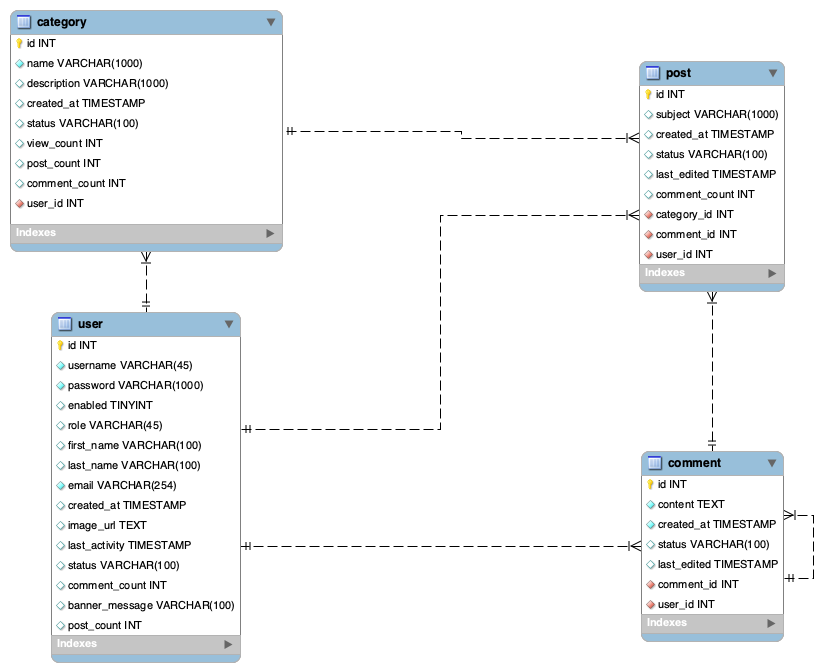 category
id INT
name VARCHAR(1000)
description VARCHAR(1000)
created_at TIMESTAMP
status VARCHAR(100)
view_count INT
post_count INT
comment_count INT
user_id INT
Indexes
post
id INT
subject VARCHAR(1000)
created_at TIMESTAMP
status VARCHAR(100)
last_edited TIMESTAMP
comment_count INT
category_id INT
comment_id INT
user_id INT
Indexes
user
id INT
username VARCHAR(45)
password VARCHAR(1000)
enabled TINYINT
role VARCHAR(45)
first_name VARCHAR(100)
last_name VARCHAR(100)
email VARCHAR(254)
created_at TIMESTAMP
image_url TEXT
last_activity TIMESTAMP
status VARCHAR(100)
comment_count INT
banner_message VARCHAR(100)
post_count INT
Indexes
comment
id INT
content TEXT
created_at TIMESTAMP
status VARCHAR(100)
last_edited TIMESTAMP
comment_id INT
user_id INT
Indexes